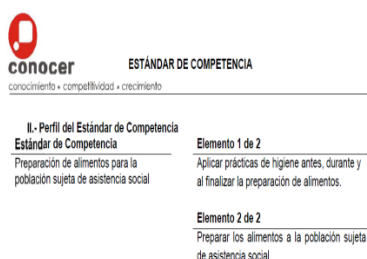 conocer
conocimiento • competitividad • crecimiento
ESTÁNDAR DE COMPETENCIA
II.- Perfil del Estándar de Competencia
Estándar de Competencia
Preparación de alimentos para la
población sujeta de asistencia social
Elemento 1 de 2
Aplicar prácticas de higiene antes, durante y
al finalizar la preparación de alimentos.
Elemento 2 de 2
Preparar los alimentos a la población sujeta
de asistencia social